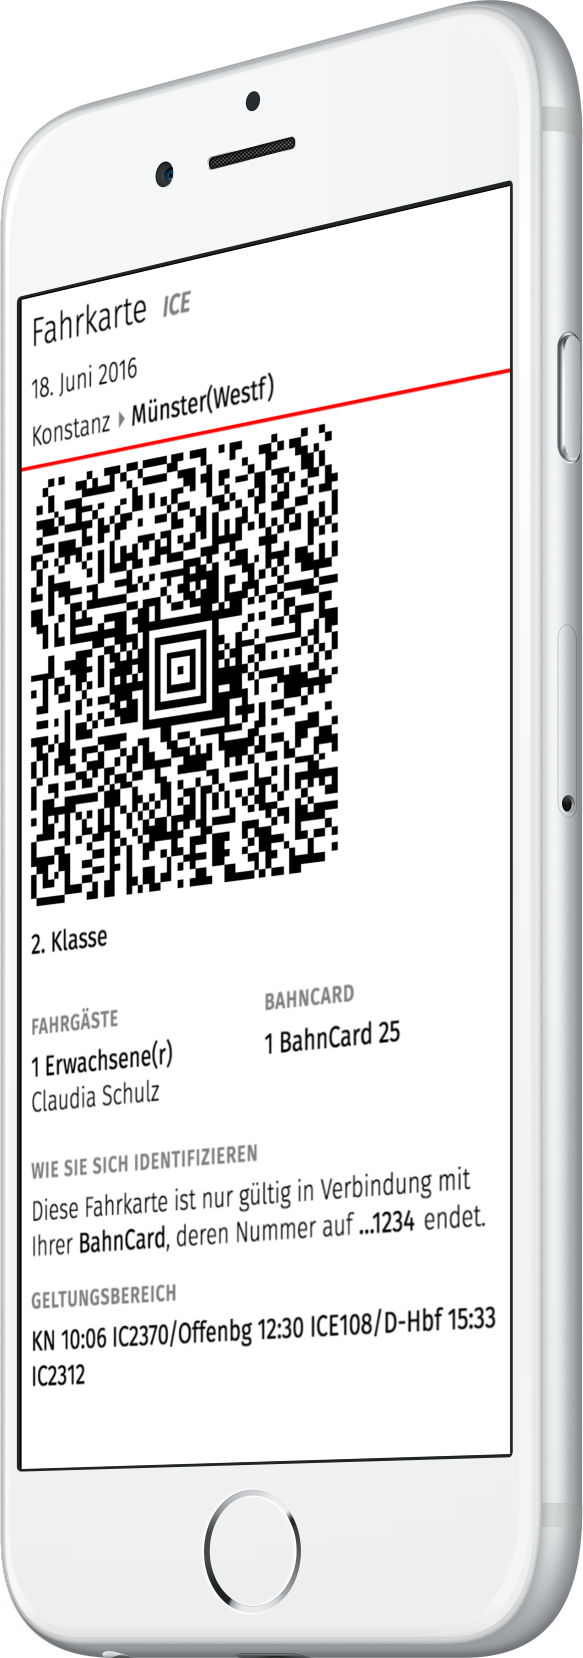 Fahrkarte ICE
18. Juni 2016
Konstanz ▸ Münster(Westf)
2. Klasse
FAHRGÄSTE
1 Erwachsene(r)
Claudia Schulz
BAHNCARD
1 BahnCard 25
WIE SIE SICH IDENTIFIZIEREN
Diese Fahrkarte ist nur gültig in Verbindung mit
Ihrer BahnCard, deren Nummer auf ...1234 endet.
GELTUNGSBEREICH
KN 10:06 IC2370/Offenbg 12:30 ICE108/D-Hbf 15:33
IC2312